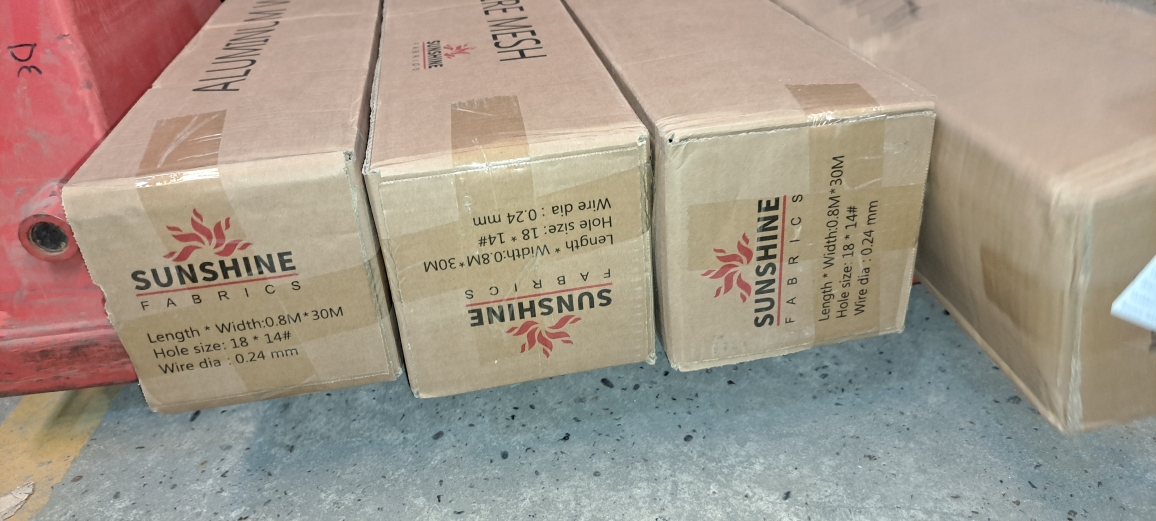 ALUMINUM
SUNSHINE
FABRICS
Length * Width:0.8M*30M
Hole size: 18 * 14#
Wire dia : 0.24 mm
MESH
SUNSHINE
FABRICS
SUNSHINE
FABRICS
Length * Width:0.8M*30M
Hole size: 18 * 14#
Wire dia : 0.24 mm
SUNSHINE
FABRICS
Length * Width:0.8M*30M
Hole size: 18 * 14#
Wire dia : 0.24 mm